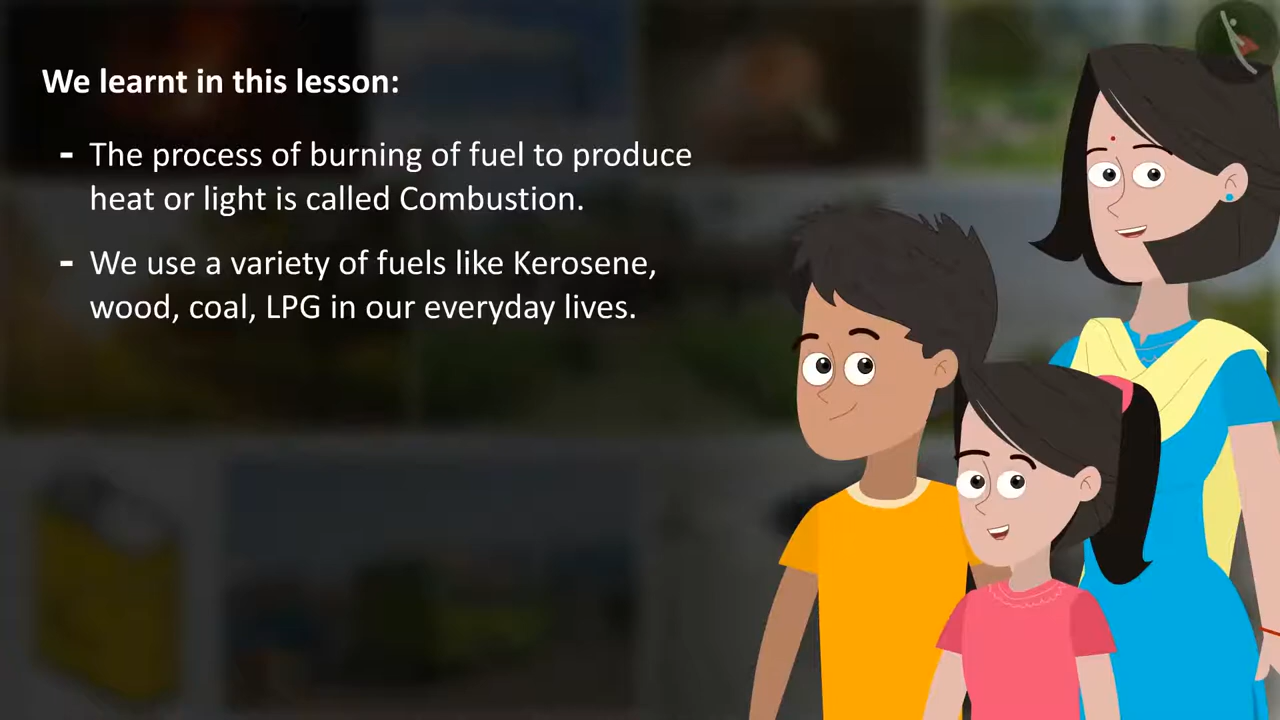 We learnt in this lesson:
- The process of burning of fuel to produce
heat or light is called Combustion.
- We use a variety of fuels like Kerosene,
wood, coal, LPG in our everyday lives.